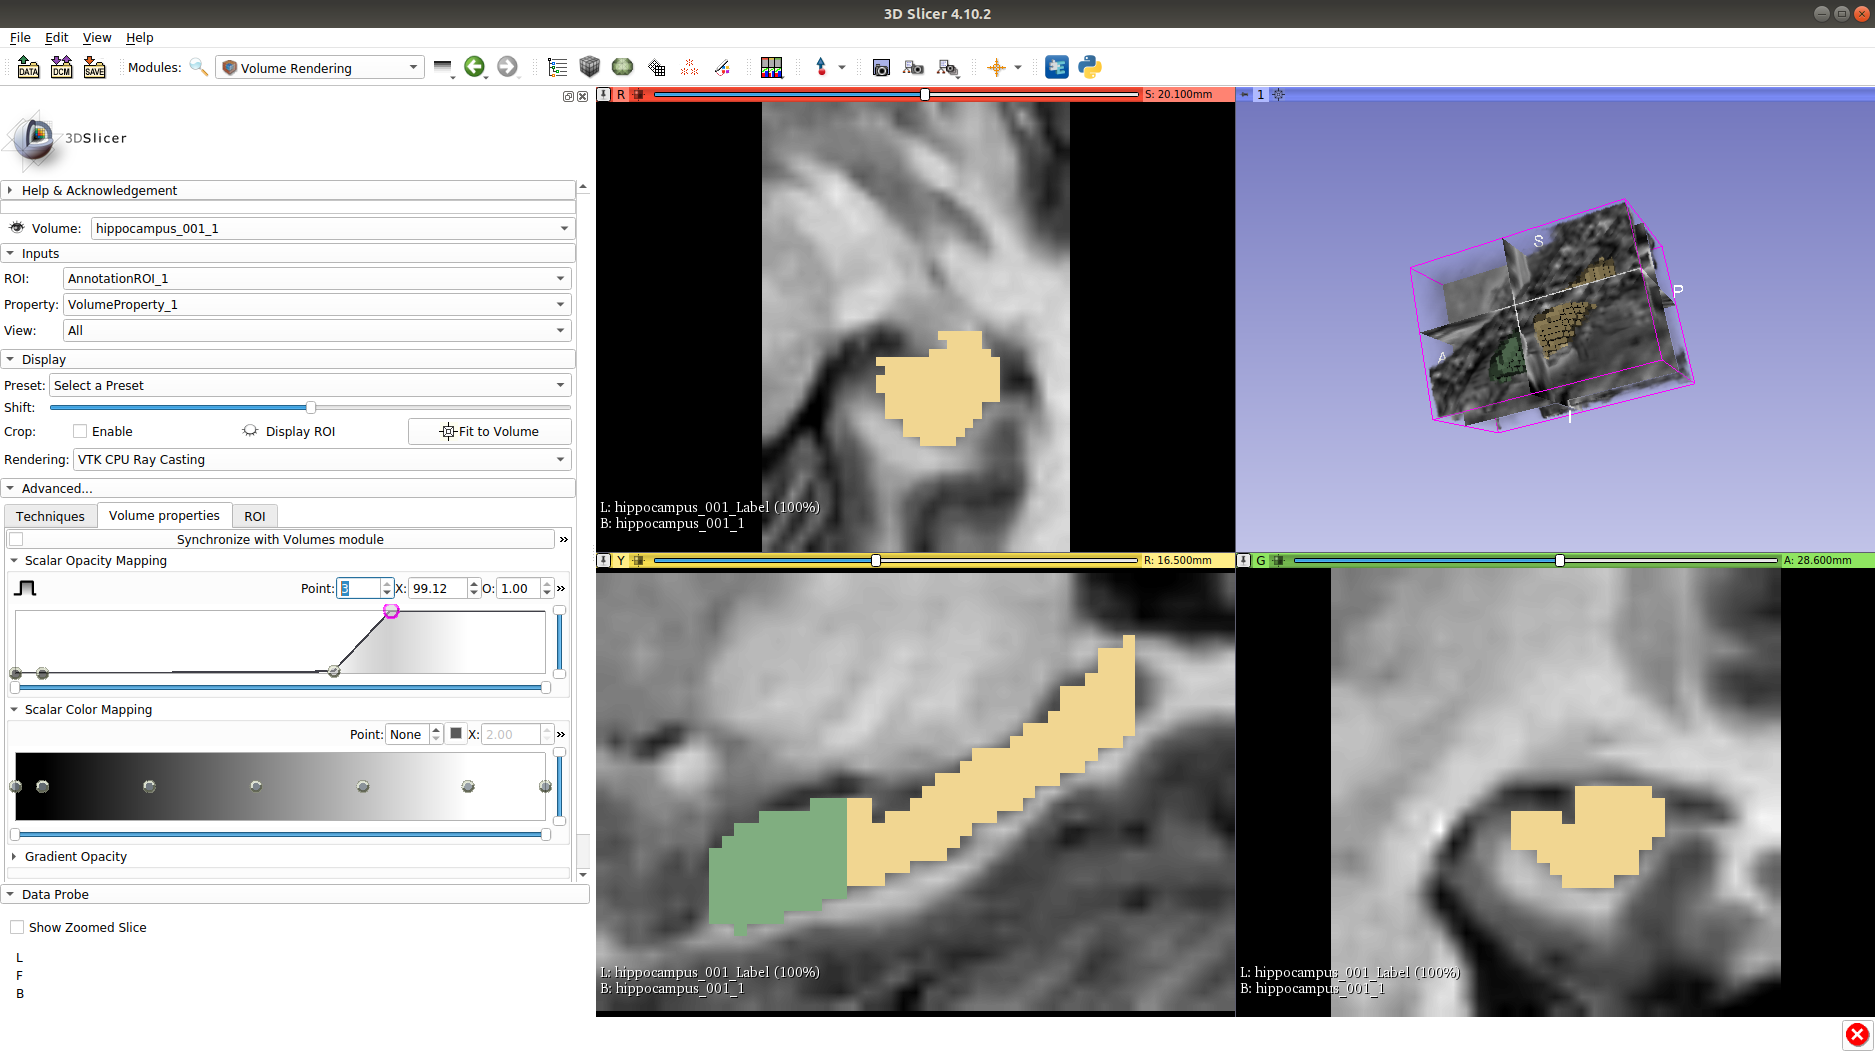 3D Slicer 4.10.2
File Edit View Help
DATA DCM SAVE Modules: Volume Rendering
3DSlicer
Help & Acknowledgement
Volume: hippocampus_001_1
Inputs
ROI: AnnotationROI_1
Property: VolumeProperty_1
View: All
Display
Preset: Select a Preset
Shift:
Crop: Enable Display ROI Fit to Volume
Rendering: VTK CPU Ray Casting
Advanced...
Techniques Volume properties ROI
Synchronize with Volumes module »
Scalar Opacity Mapping
Point: 3 X: 99.12 O: 1.00 »
Scalar Color Mapping
Point: None X: 2.00 »
Gradient Opacity
Data Probe
Show Zoomed Slice
L
F
B
R S: 20.100mm
L: hippocampus_001_Label (100%)
B: hippocampus_001_1
1
S
P
A
I
Y R: 16.500mm
L: hippocampus_001_Label (100%)
B: hippocampus_001_1
G A: 28.600mm
L: hippocampus_001_Label (100%)
B: hippocampus_001_1